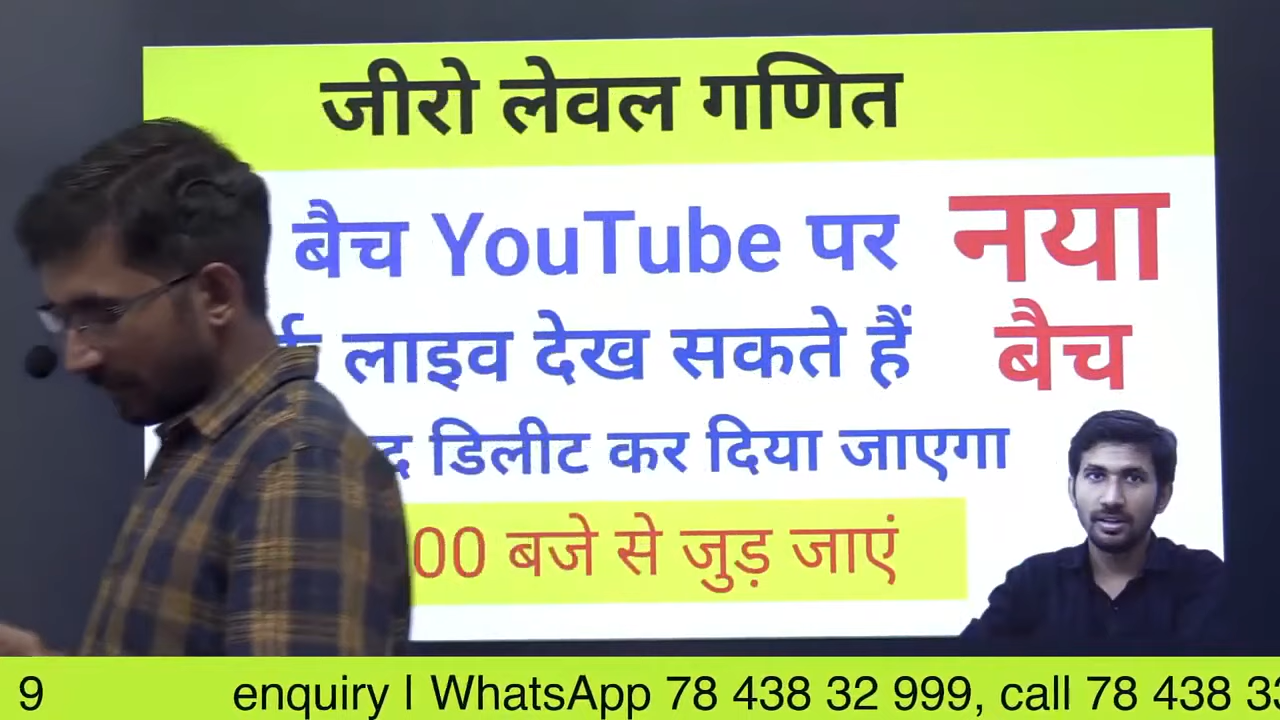 जीरो लेवल गणित
बैच YouTube पर
नया
लाइव देख सकते हैं
बैच
डिलीट कर दिया जाएगा
00 बजे से जुड़ जाएं
9 enquiry l WhatsApp 78 438 32 999, call 78 438 33